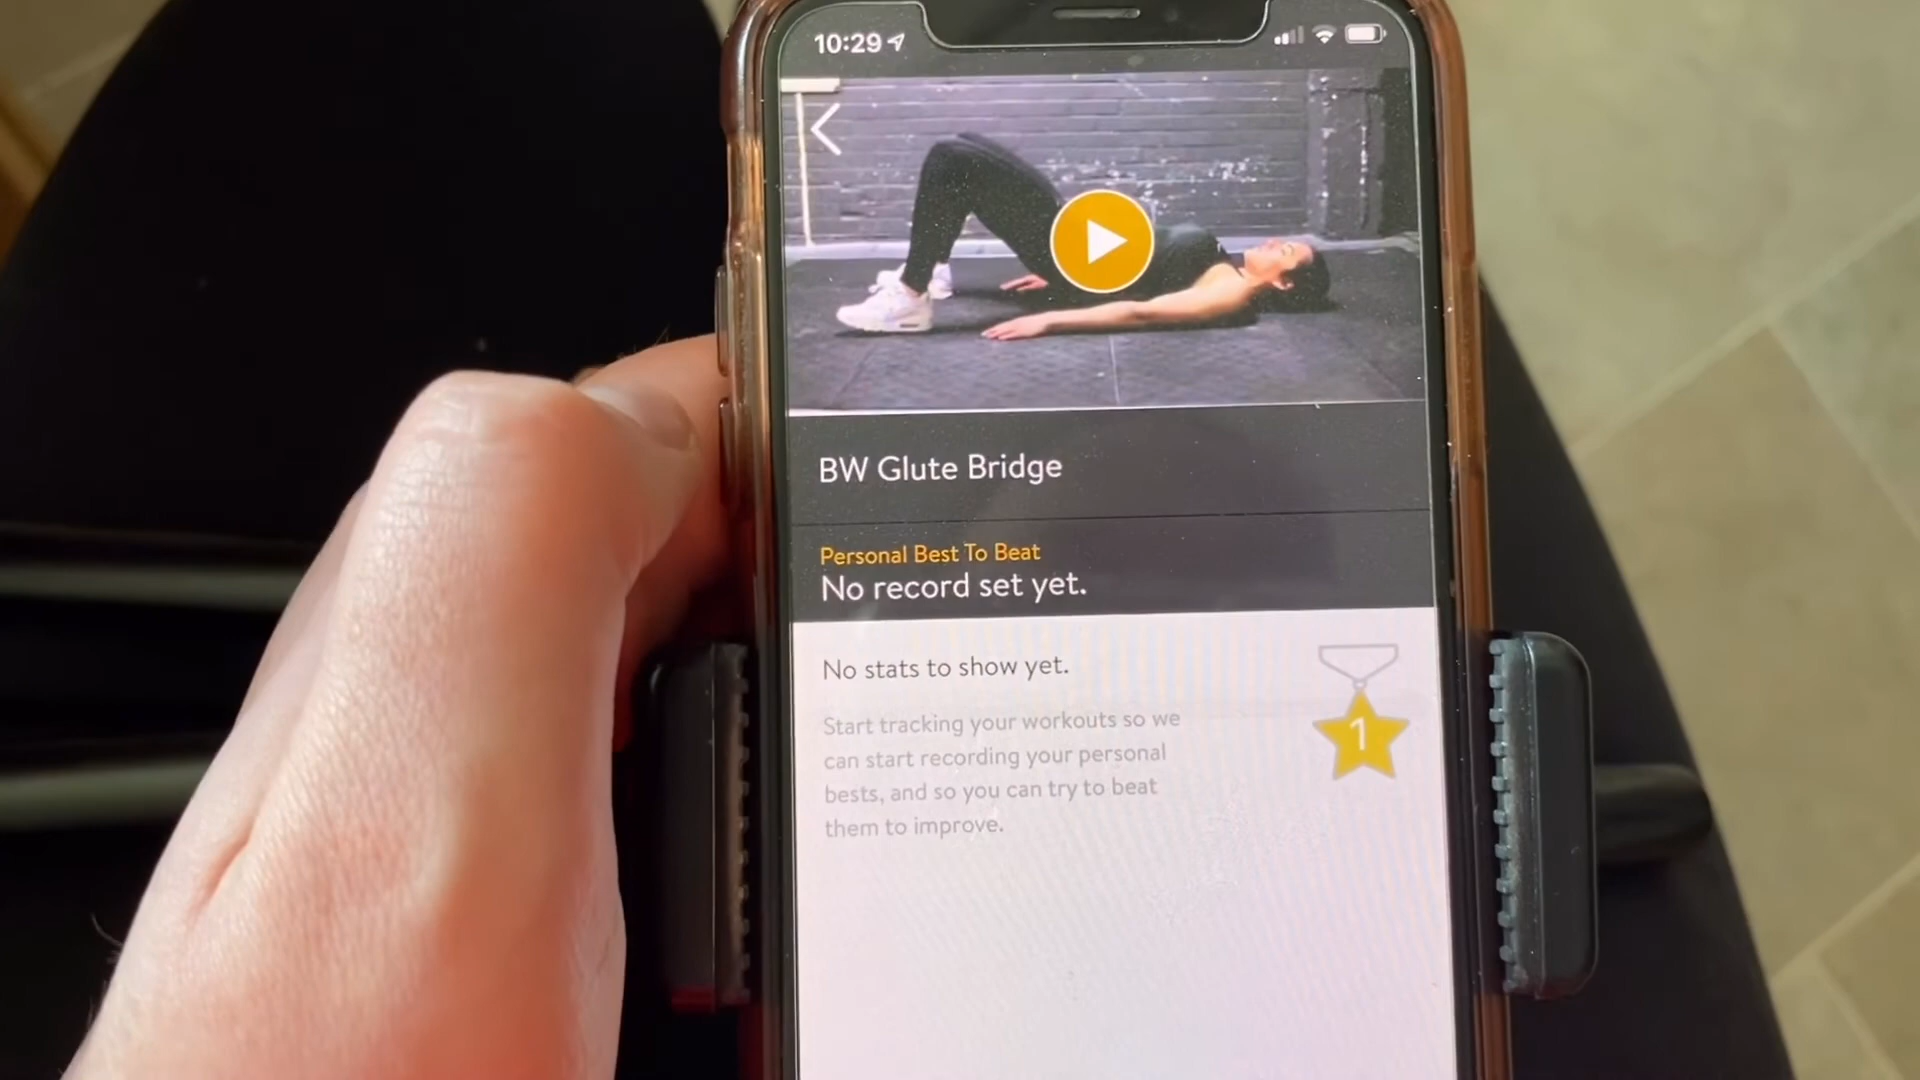 10:29
BW Glute Bridge
Personal Best To Beat
No record set yet.
No stats to show yet.
1
Start tracking your workouts so we
can start recording your personal
bests, and so you can try to beat
them to improve.